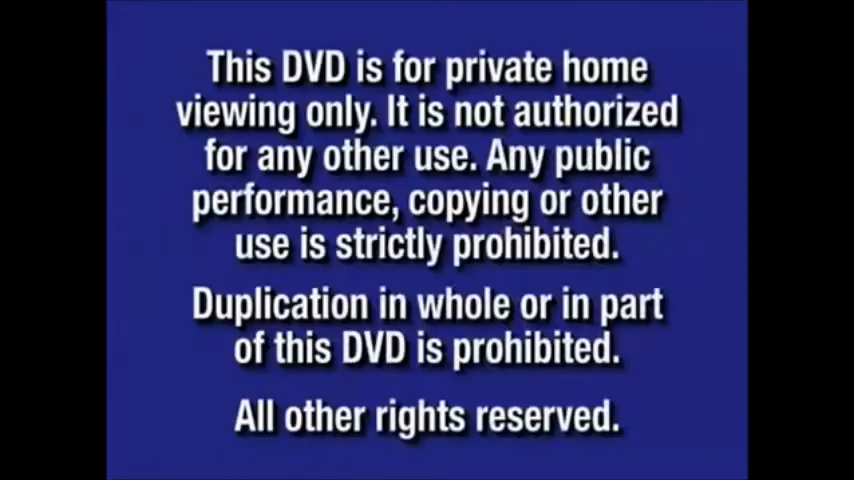 This DVD is for private home
viewing only. It is not authorized
for any other use. Any public
performance, copying or other
use is strictly prohibited.
Duplication in whole or in part
of this DVD is prohibited.
All other rights reserved.